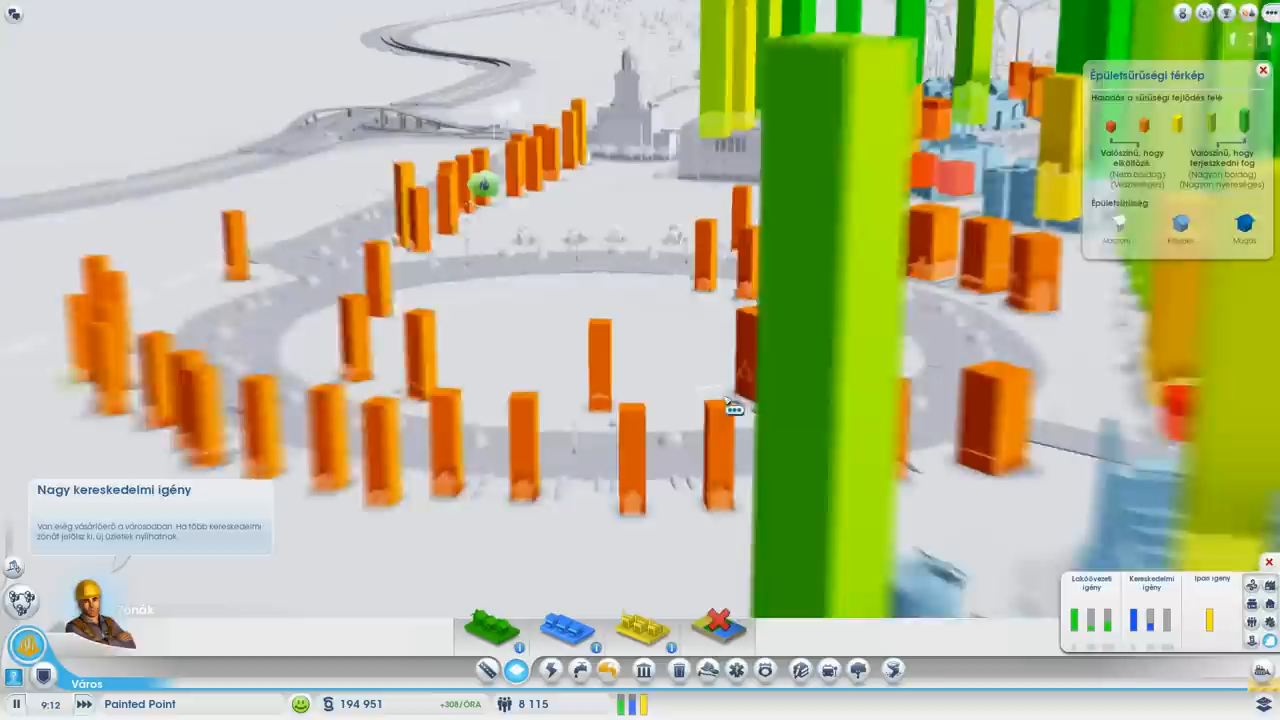 Épületsűrűségi térkép
Haladás a sűrűségi fejlődés felé
Valószínű, hogy elköltözik
(Nem boldog)
(Veszteséges)
Valószínű, hogy terjeszkedni fog
(Nagyon boldog)
(Nagyon nyereséges)
Épületsűrűség
Közepes
Magas
Nagy kereskedelmi igény
Van elég vásárlóerő a városodban. Ha több kereskedelmi
zónát jelölsz ki, új üzletek nyílhatnak.
Zónák
Lakóövezeti igény
Kereskedelmi igény
Ipari igény
Város
9:12
Painted Point
194 951
+308/ÓRA
8 115